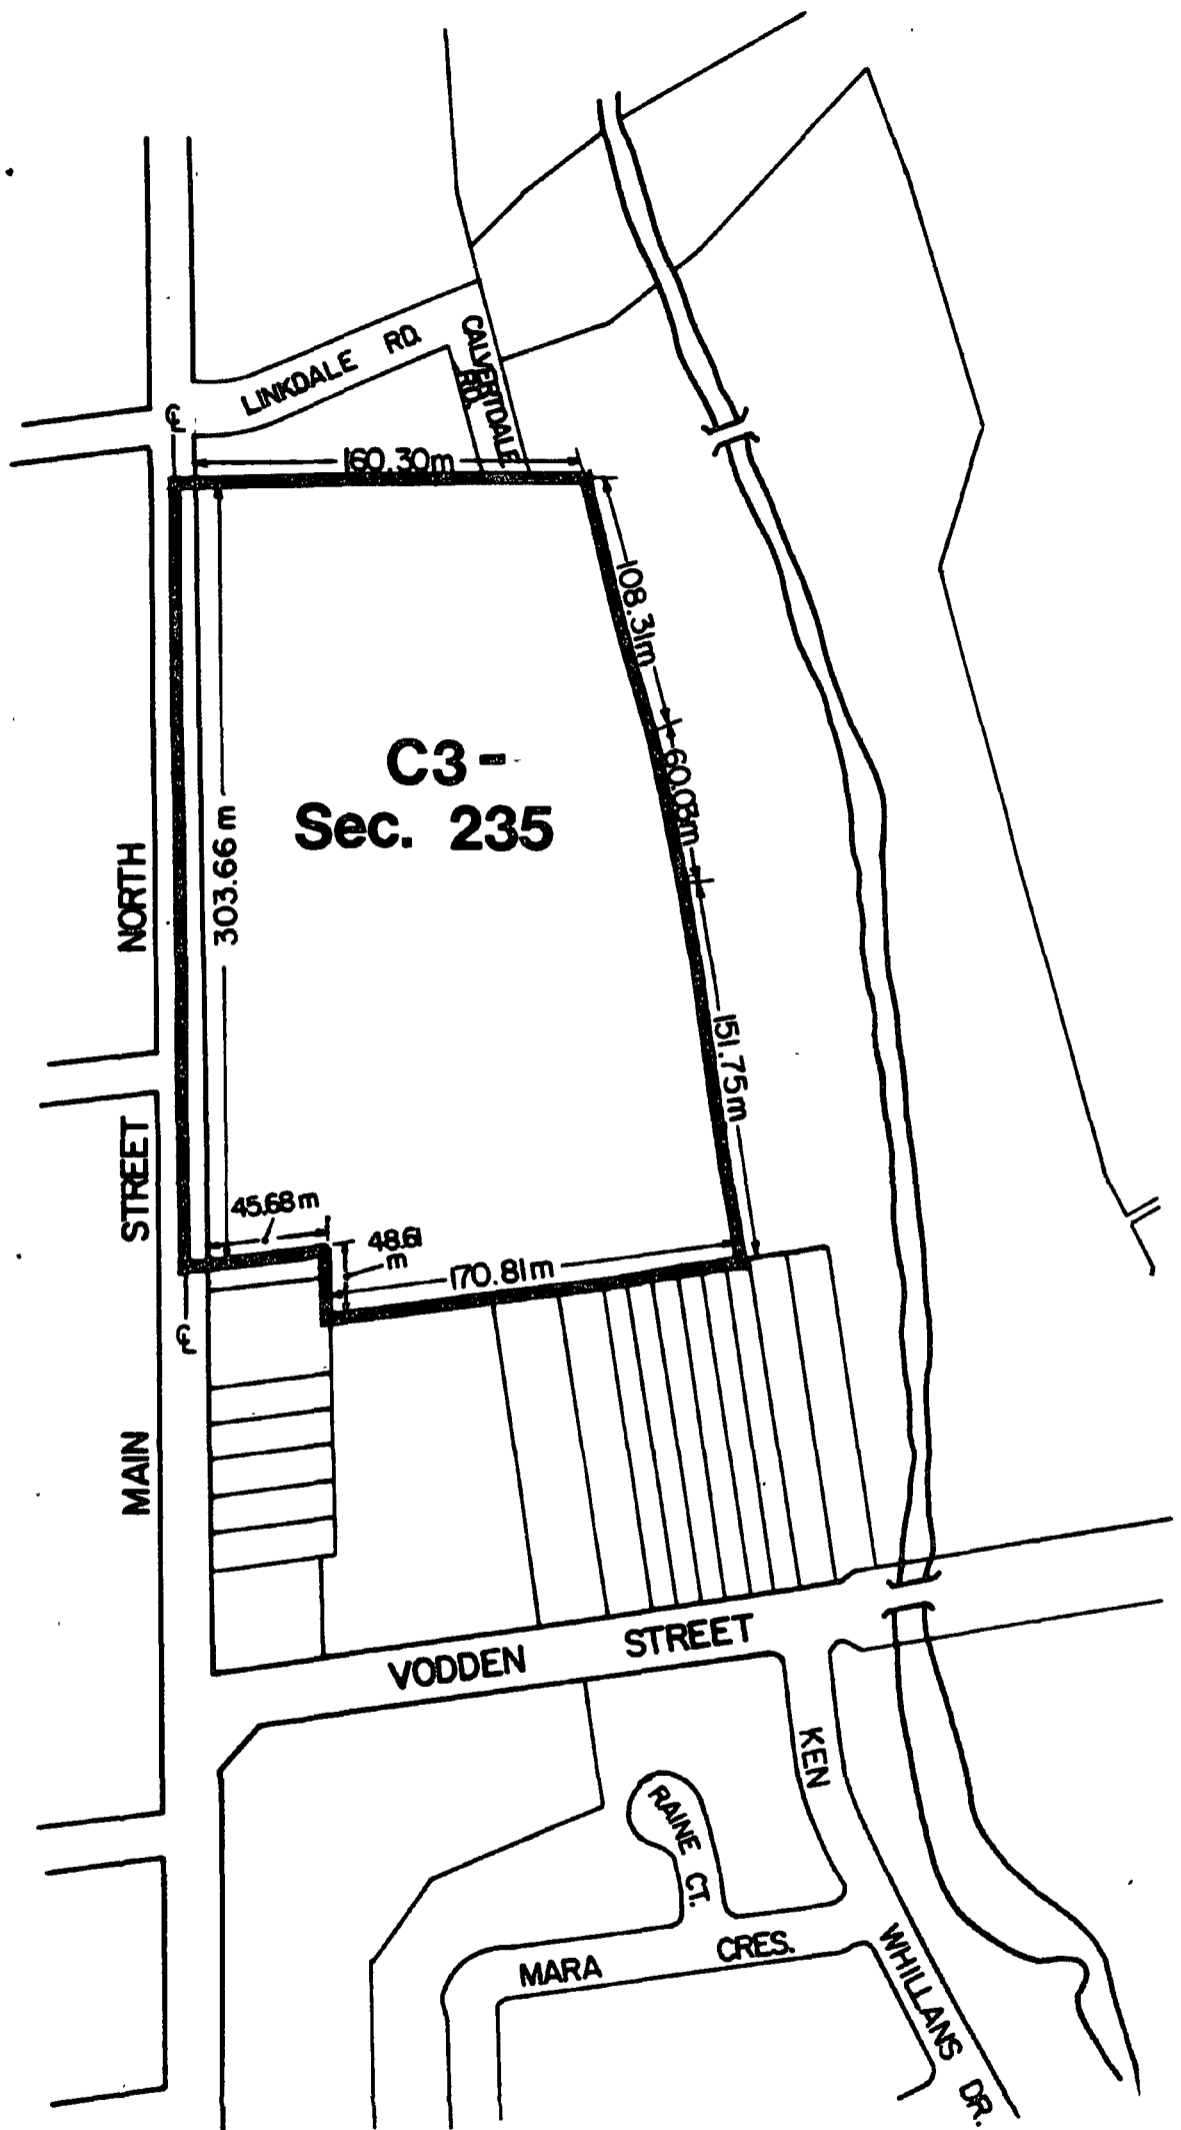 LINKDALE RD.
CALVERTDALE
RD.
℄
160.30m
108.31m
60.08m
151.75m
C3 -
Sec. 235
303.66 m
NORTH
STREET
MAIN
45.68 m
48.61
m
170.81m
℄
VODDEN STREET
KEN
WHILLANS DR.
RAINE CT.
MARA CRES.